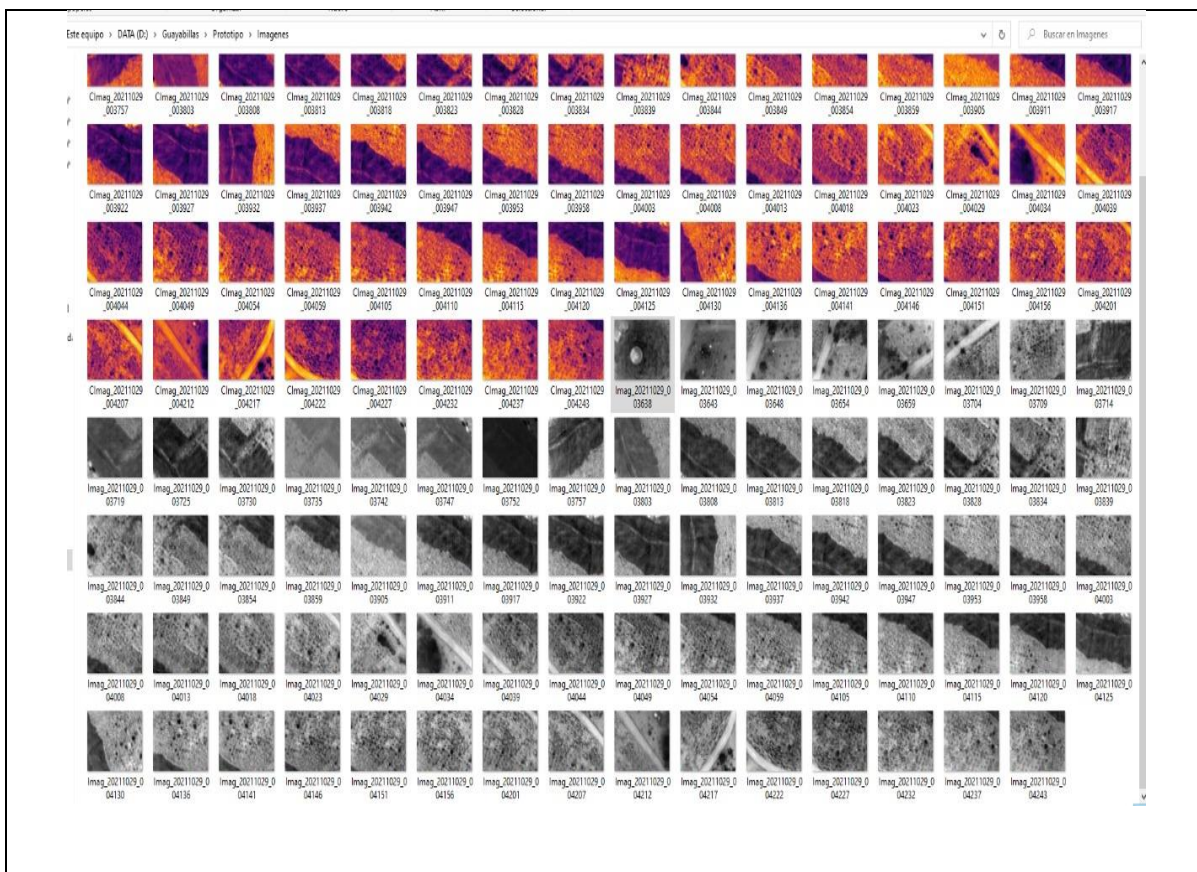 Este equipo > DATA (D:) > Guayabillas > Prototipo > Imagenes
Buscar en Imagenes
CImag_20211029 CImag_20211029 CImag_20211029 CImag_20211029 CImag_20211029 CImag_20211029 CImag_20211029 CImag_20211029 CImag_20211029 CImag_20211029 CImag_20211029 CImag_20211029 CImag_20211029 CImag_20211029 CImag_20211029 CImag_20211029
_003757 _003803 _003808 _003813 _003818 _003823 _003828 _003834 _003839 _003844 _003849 _003854 _003859 _003905 _003911 _003917
CImag_20211029 CImag_20211029 CImag_20211029 CImag_20211029 CImag_20211029 CImag_20211029 CImag_20211029 CImag_20211029 CImag_20211029 CImag_20211029 CImag_20211029 CImag_20211029 CImag_20211029 CImag_20211029 CImag_20211029 CImag_20211029
_003922 _003927 _003932 _003937 _003942 _003947 _003953 _003958 _004003 _004008 _004013 _004018 _004023 _004029 _004034 _004039
CImag_20211029 CImag_20211029 CImag_20211029 CImag_20211029 CImag_20211029 CImag_20211029 CImag_20211029 CImag_20211029 CImag_20211029 CImag_20211029 CImag_20211029 CImag_20211029 CImag_20211029 CImag_20211029 CImag_20211029 CImag_20211029
_004044 _004049 _004054 _004059 _004105 _004110 _004115 _004120 _004125 _004130 _004136 _004141 _004146 _004151 _004156 _004201
CImag_20211029 CImag_20211029 CImag_20211029 CImag_20211029 CImag_20211029 CImag_20211029 CImag_20211029 CImag_20211029 Imag_20211029_0 Imag_20211029_0 Imag_20211029_0 Imag_20211029_0 Imag_20211029_0 Imag_20211029_0 Imag_20211029_0 Imag_20211029_0
_004207 _004212 _004217 _004222 _004227 _004232 _004237 _004243 03638 03643 03648 03654 03659 03704 03709 03714
Imag_20211029_0 Imag_20211029_0 Imag_20211029_0 Imag_20211029_0 Imag_20211029_0 Imag_20211029_0 Imag_20211029_0 Imag_20211029_0 Imag_20211029_0 Imag_20211029_0 Imag_20211029_0 Imag_20211029_0 Imag_20211029_0 Imag_20211029_0 Imag_20211029_0 Imag_20211029_0
03719 03725 03730 03735 03742 03747 03752 03757 03803 03808 03813 03818 03823 03828 03834 03839
Imag_20211029_0 Imag_20211029_0 Imag_20211029_0 Imag_20211029_0 Imag_20211029_0 Imag_20211029_0 Imag_20211029_0 Imag_20211029_0 Imag_20211029_0 Imag_20211029_0 Imag_20211029_0 Imag_20211029_0 Imag_20211029_0 Imag_20211029_0 Imag_20211029_0 Imag_20211029_0
03844 03849 03854 03859 03905 03911 03917 03922 03927 03932 03937 03942 03947 03953 03958 04003
Imag_20211029_0 Imag_20211029_0 Imag_20211029_0 Imag_20211029_0 Imag_20211029_0 Imag_20211029_0 Imag_20211029_0 Imag_20211029_0 Imag_20211029_0 Imag_20211029_0 Imag_20211029_0 Imag_20211029_0 Imag_20211029_0 Imag_20211029_0 Imag_20211029_0 Imag_20211029_0
04008 04013 04018 04023 04029 04034 04039 04044 04049 04054 04059 04105 04110 04115 04120 04125
Imag_20211029_0 Imag_20211029_0 Imag_20211029_0 Imag_20211029_0 Imag_20211029_0 Imag_20211029_0 Imag_20211029_0 Imag_20211029_0 Imag_20211029_0 Imag_20211029_0 Imag_20211029_0 Imag_20211029_0 Imag_20211029_0 Imag_20211029_0 Imag_20211029_0
04130 04136 04141 04146 04151 04156 04201 04207 04212 04217 04222 04227 04232 04237 04243